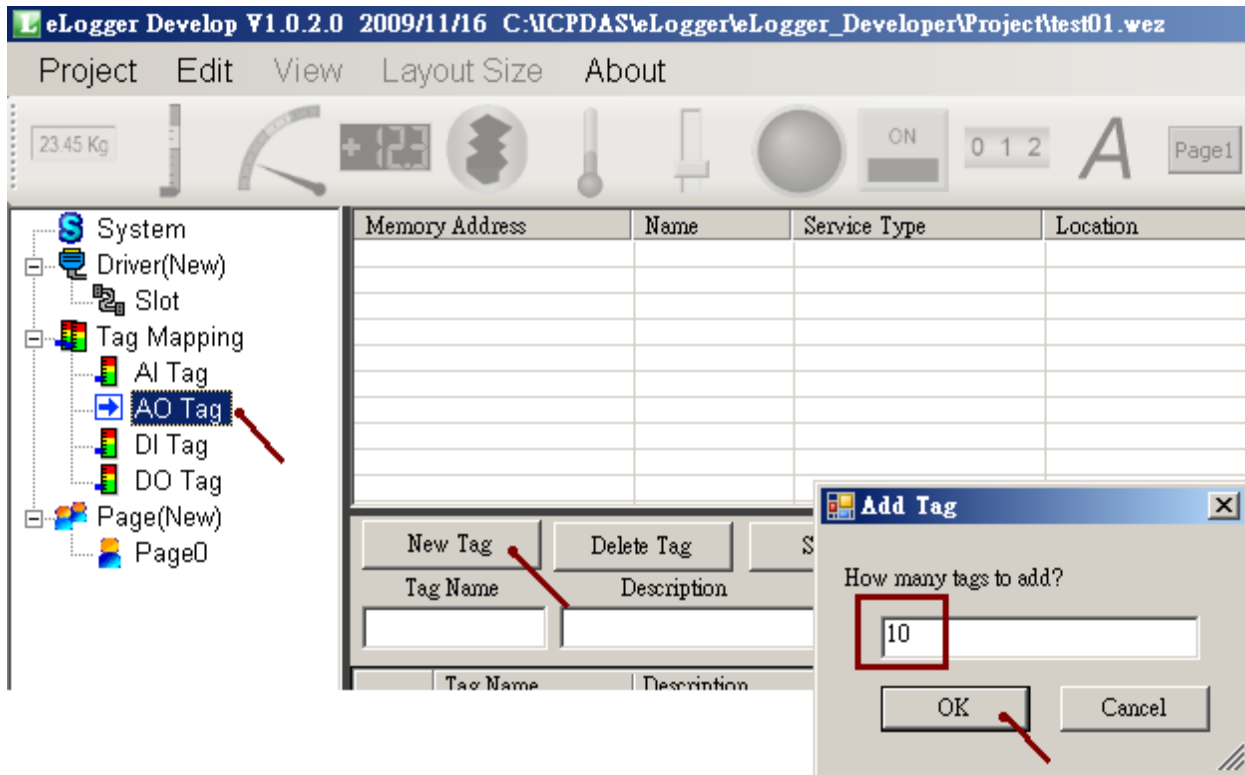 eLogger Develop V1.0.2.0 2009/11/16 C:\ICPDAS\eLogger\eLogger_Developer\Project\test01.wez
Project Edit View Layout Size About
23.45 Kg
+12.3
ON
0 1 2
A
Page1
System
Driver(New)
Slot
Tag Mapping
AI Tag
AO Tag
DI Tag
DO Tag
Page(New)
Page0
Memory Address Name Service Type Location
New Tag Delete Tag S
Tag Name Description
Tag Name Description
Add Tag
How many tags to add?
10
OK Cancel